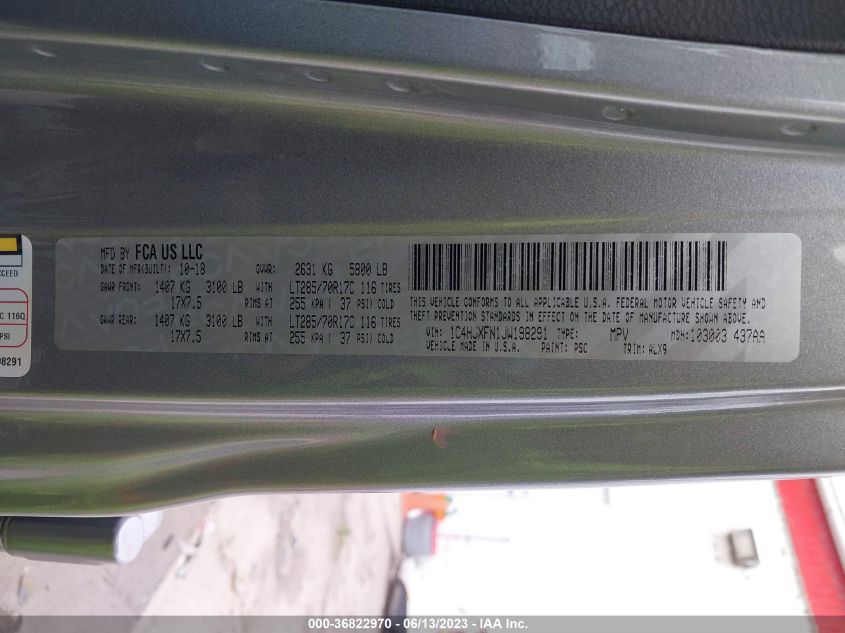 MFD BY FCA US LLC
DATE OF MFR(BUILT): 10-18 GVWR: 2631 KG 5800 LB
GAWR FRONT: 1407 KG 3100 LB WITH LT285/70R17C 116 TIRES
17X7.5 RIMS AT 255 KPA ( 37 PSI) COLD
GAWR REAR: 1407 KG 3100 LB WITH LT285/70R17C 116 TIRES
17X7.5 RIMS AT 255 KPA ( 37 PSI) COLD
THIS VEHICLE CONFORMS TO ALL APPLICABLE U.S.A. FEDERAL MOTOR VEHICLE SAFETY AND
THEFT PREVENTION STANDARDS IN EFFECT ON THE DATE OF MANUFACTURE SHOWN ABOVE.
VIN: 1C4HJXFN1JW198291 TYPE: MPV MDH: 103003 437AA
VEHICLE MADE IN U.S.A. PAINT: PSC TRIM: ALX9
XCEED
C 116Q
PSI
98291
000-36822970 - 06/13/2023 - IAA Inc.